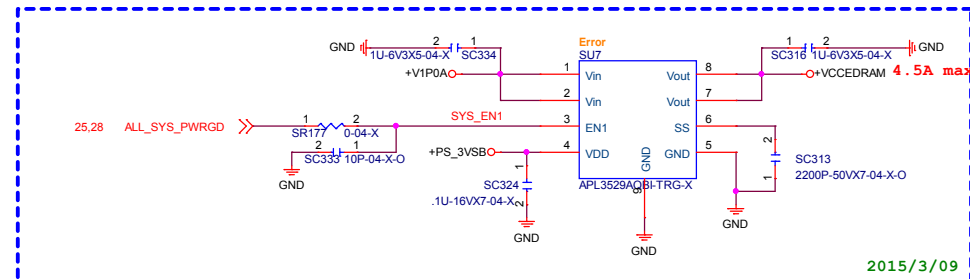 Error
SU7
GND 2 1 SC334
1U-6V3X5-04-X
+V1P0A
1 Vin Vout 8
2 Vin Vout 7
3 EN1 SS 6
4 VDD GND 5
GND
9
APL3529AQBI-TRG-X
1 2 GND
SC316 1U-6V3X5-04-X
+VCCEDRAM 4.5A max
25,28 ALL_SYS_PWRGD
1 2
SR177 0-04-X
SYS_EN1
2 1
SC333 10P-04-X-O
GND
+PS_3VSB
1
SC324
.1U-16VX7-04-X
2
GND
GND
GND
2
SC313
1
2200P-50VX7-04-X-O
2015/3/09